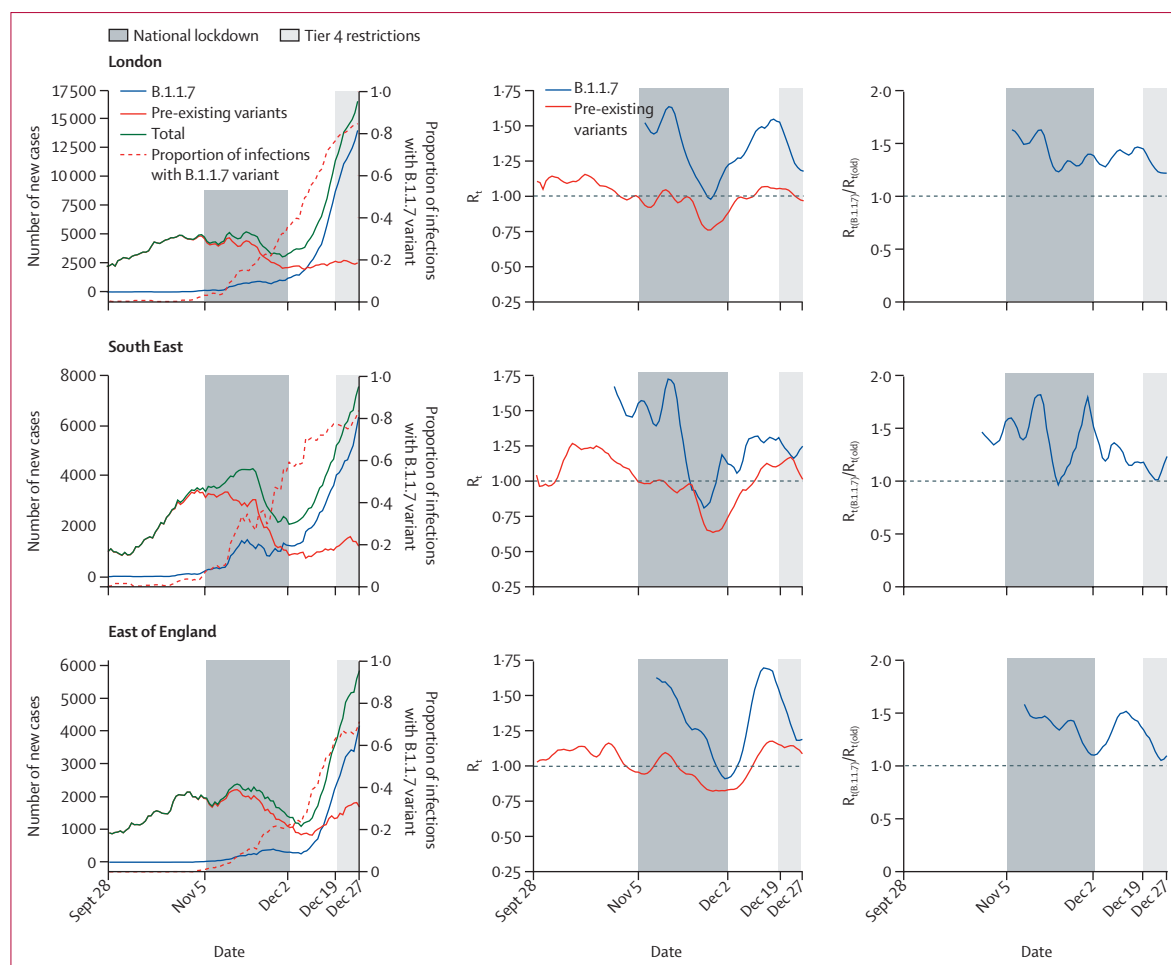 National lockdown
Tier 4 restrictions
London
B.1.1.7
Pre-existing variants
Total
Proportion of infections
with B.1.1.7 variant
Number of new cases
17 500
15 000
12 500
10 000
7500
5000
2500
0
1·0
0·8
0·6
0·4
0·2
0
Proportion of infections
with B.1.1.7 variant
B.1.1.7
Pre-existing
variants
Rt
1·75
1·50
1·25
1·00
0·75
0·50
0·25
Rt(B.1.1.7)/Rt(old)
2·0
1·5
1·0
0·5
0
South East
Number of new cases
8000
6000
4000
2000
0
1·0
0·8
0·6
0·4
0·2
0
Proportion of infections
with B.1.1.7 variant
Rt
1·75
1·50
1·25
1·00
0·75
0·50
0·25
Rt(B.1.1.7)/Rt(old)
2·0
1·5
1·0
0·5
0
East of England
Number of new cases
6000
5000
4000
3000
2000
1000
0
1·0
0·8
0·6
0·4
0·2
0
Proportion of infections
with B.1.1.7 variant
Sept 28
Nov 5
Dec 2
Dec 19
Dec 27
Date
Rt
1·75
1·50
1·25
1·00
0·75
0·50
0·25
Sept 28
Nov 5
Dec 2
Dec 19
Dec 27
Date
Rt(B.1.1.7)/Rt(old)
2·0
1·5
1·0
0·5
0
Sept 28
Nov 5
Dec 2
Dec 19
Dec 27
Date